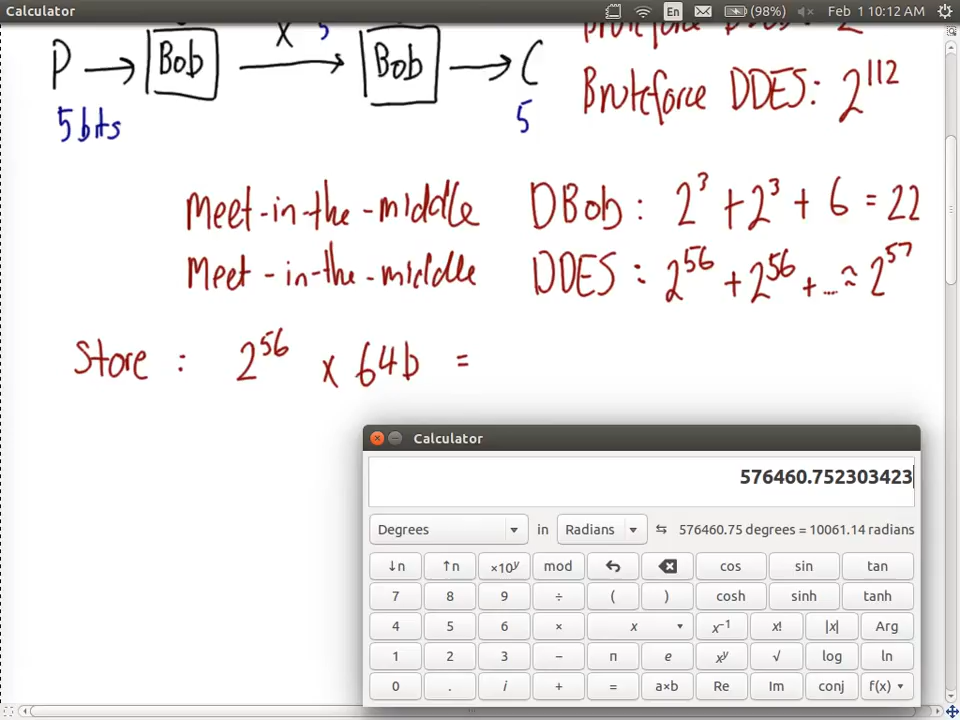 Calculator
En (98%) Feb 1 10:12 AM
P → Bob X 5 → Bob → C
5 bits 5
Bruteforce DDES: 2^112
Meet-in-the-middle DBob : 2^3 + 2^3 + 6 = 22
Meet-in-the-middle DDES : 2^56 + 2^56 + ... ≈ 2^57
Store : 2^56 x 64b =
Calculator
576460.752303423
Degrees in Radians ⇆ 576460.75 degrees = 10061.14 radians
↓n ↑n ×10^y mod cos sin tan
7 8 9 ÷ ( ) cosh sinh tanh
4 5 6 × x x⁻¹ x! |x| Arg
1 2 3 − π e x^y √ log ln
0 . i + = a×b Re Im conj f(x)